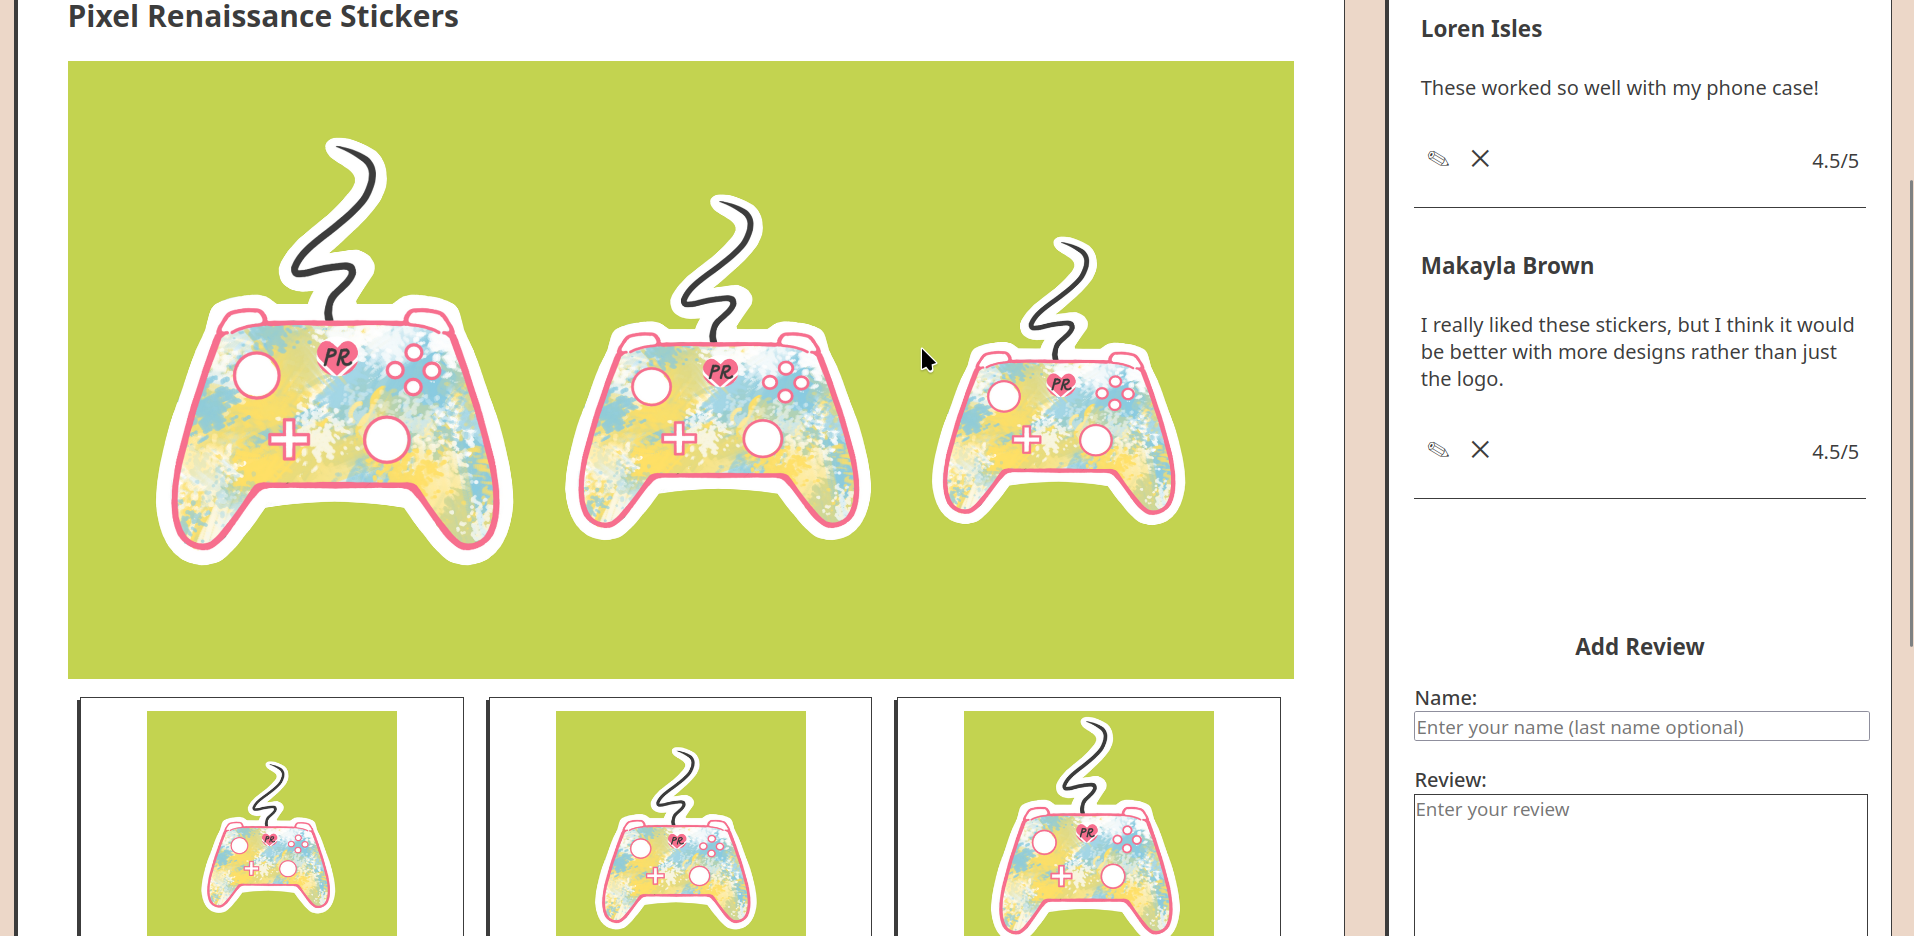 Pixel Renaissance Stickers
PR
PR
PR
PR
PR
PR
Loren Isles
These worked so well with my phone case!
4.5/5
Makayla Brown
I really liked these stickers, but I think it would
be better with more designs rather than just
the logo.
4.5/5
Add Review
Name:
Enter your name (last name optional)
Review:
Enter your review